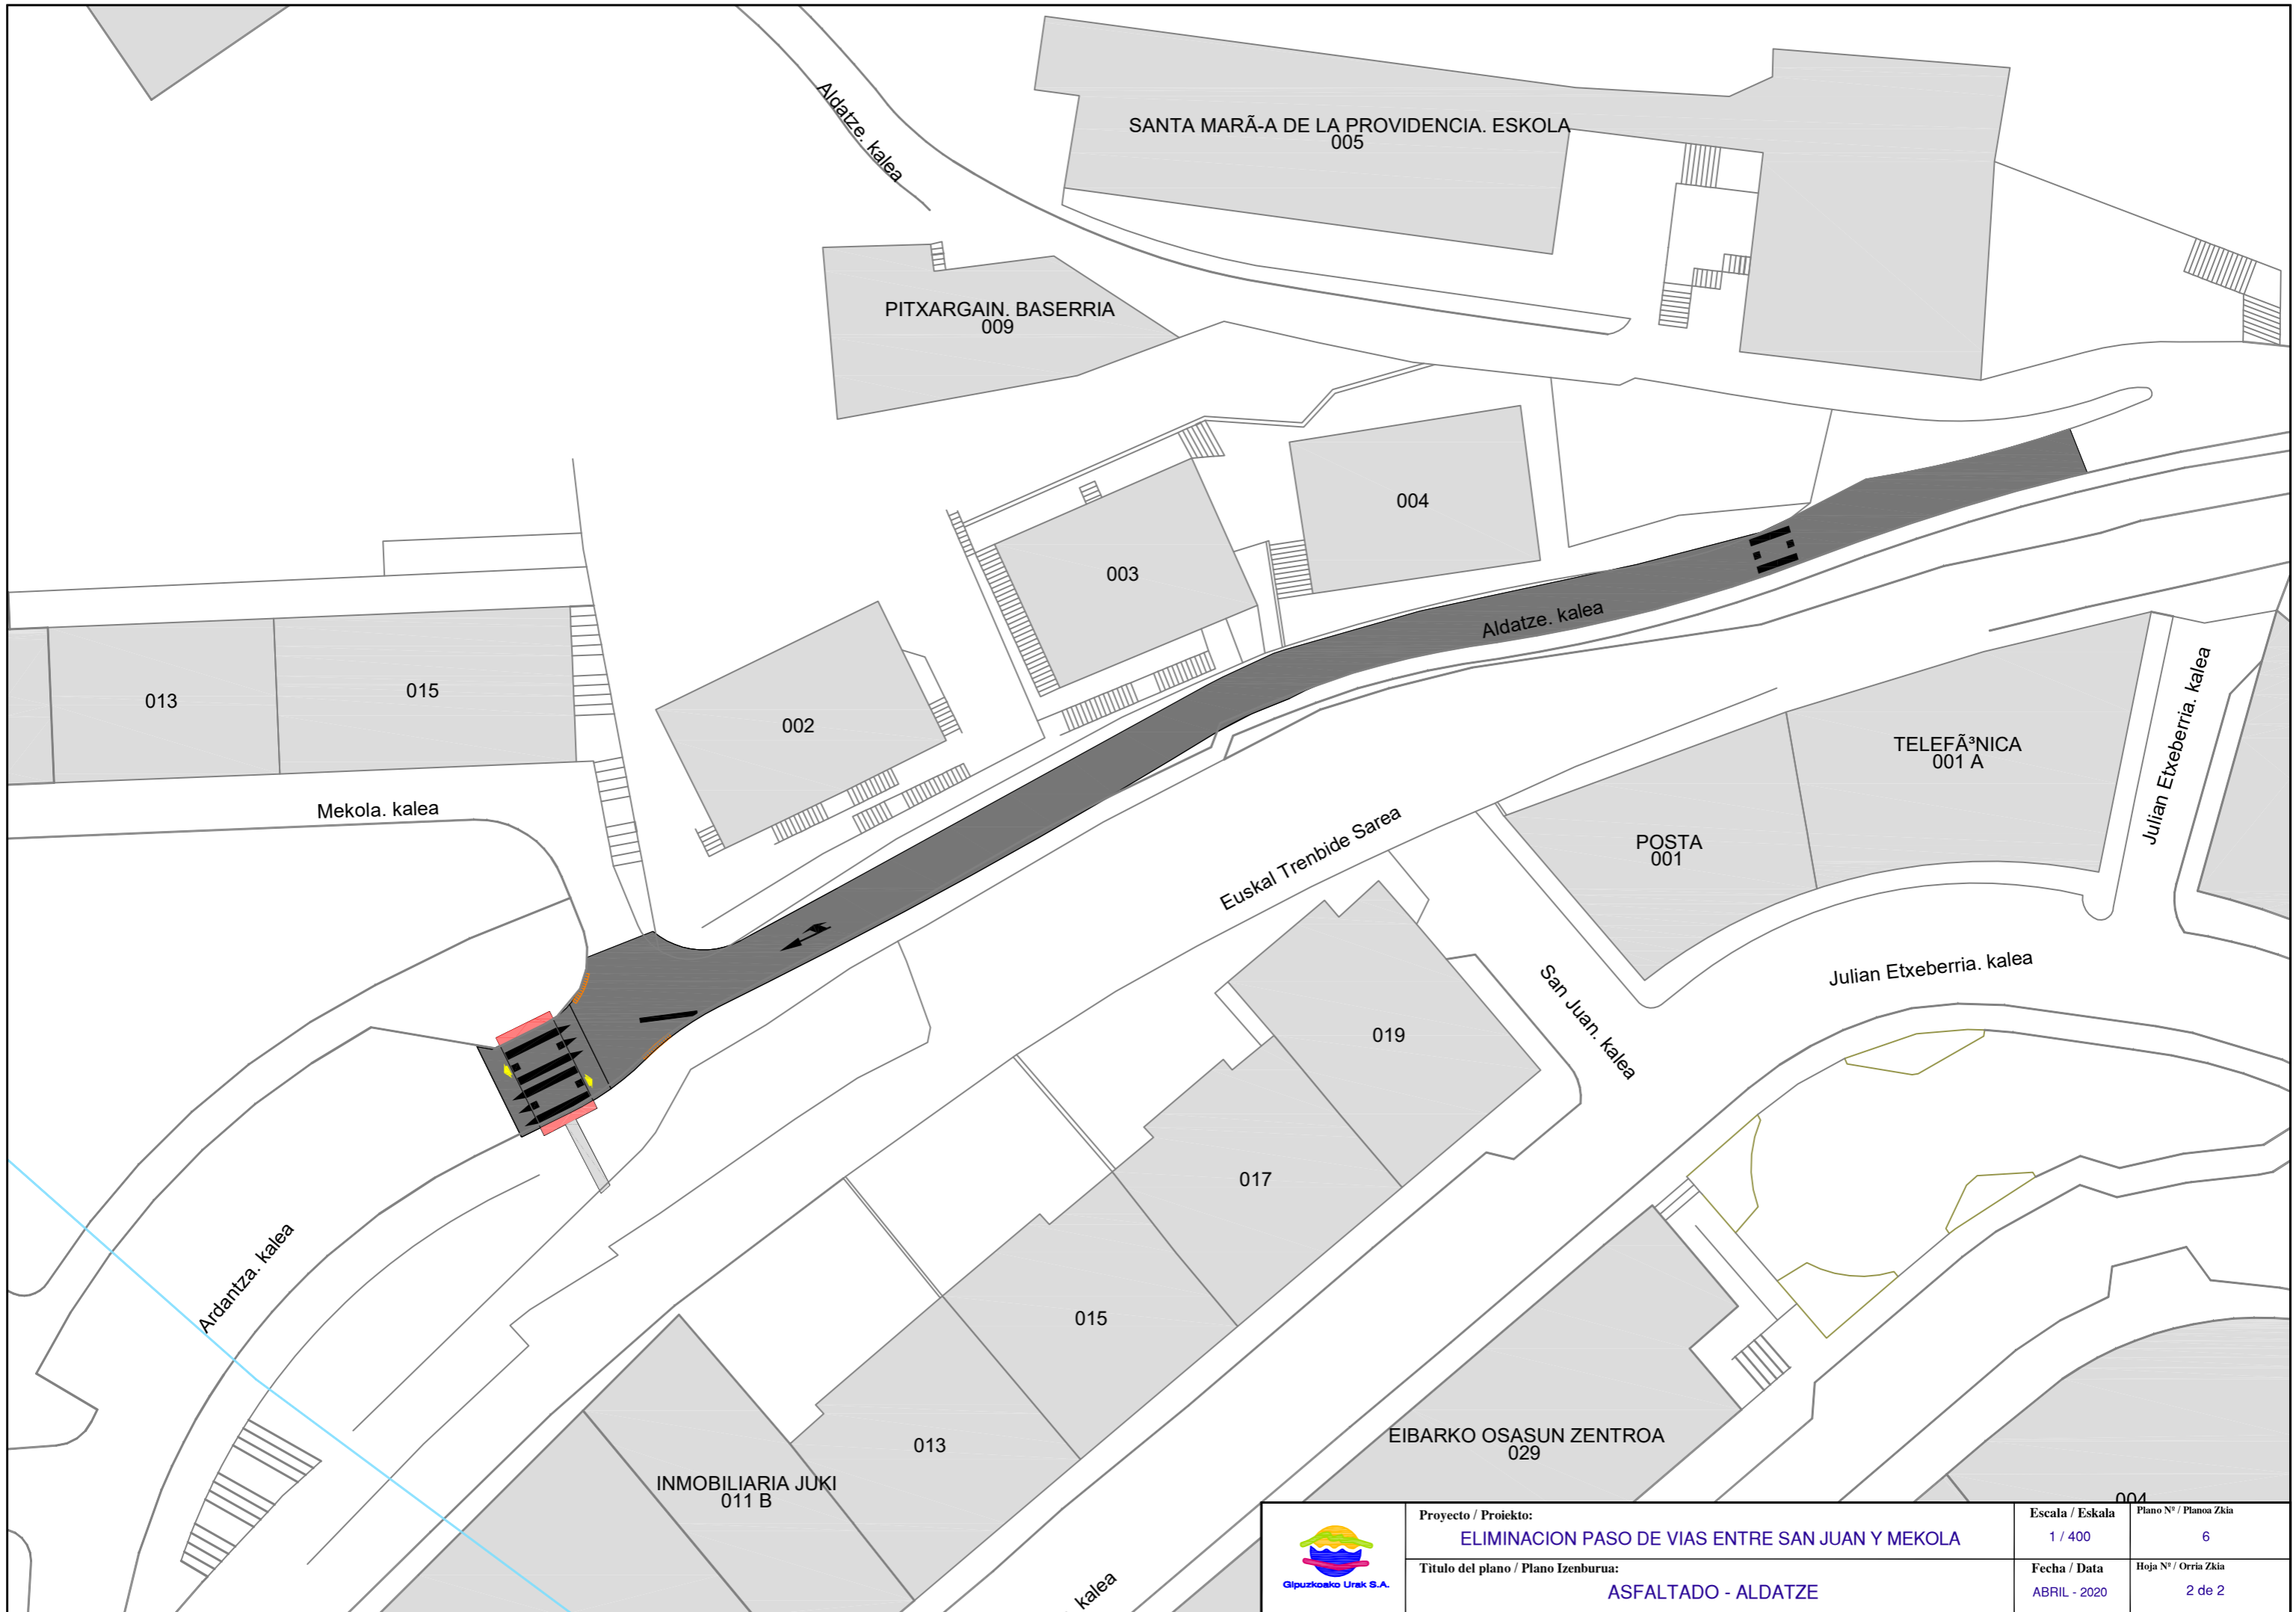 Aldatze. kalea
SANTA MARÃ-A DE LA PROVIDENCIA. ESKOLA
005
PITXARGAIN. BASERRIA
009
004
003
Aldatze. kalea
013
015
002
Mekola. kalea
TELEFÃ³NICA
001 A
Julian Etxeberria. kalea
POSTA
001
Euskal Trenbide Sarea
San Juan. kalea
Julian Etxeberria. kalea
019
017
015
013
Ardantza. kalea
INMOBILIARIA JUKI
011 B
EIBARKO OSASUN ZENTROA
029
004
kalea
Gipuzkoako Urak S.A.
Proyecto / Proiekto:
ELIMINACION PASO DE VIAS ENTRE SAN JUAN Y MEKOLA
Titulo del plano / Plano Izenburua:
ASFALTADO - ALDATZE
Escala / Eskala
1 / 400
Plano Nº / Planoa Zkia
6
Fecha / Data
ABRIL - 2020
Hoja Nº / Orria Zkia
2 de 2